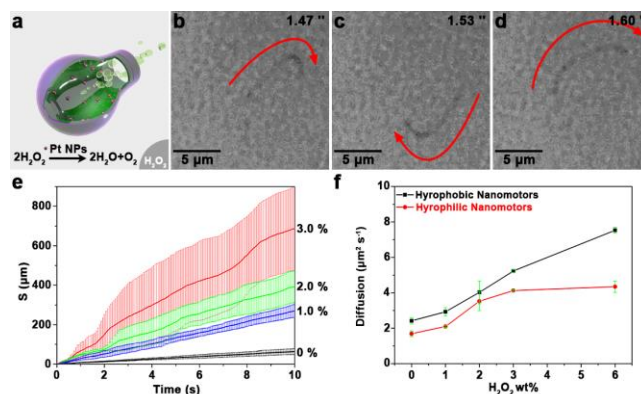 a
* Pt NPs
2H₂O₂ → 2H₂O+O₂
H₂O₂
b
1.47 "
5 µm
c
1.53 "
5 µm
d
1.60 "
5 µm
e
S (µm)
800
600
400
200
0
3.0 %
2.0 %
1.0 %
0 %
0 2 4 6 8 10
Time (s)
f
Diffusion (µm² s⁻¹)
10
8
6
4
2
0
Hyrophobic Nanomotors
Hyrophilic Nanomotors
0 1 2 3 4 5 6
H₂O₂ wt%